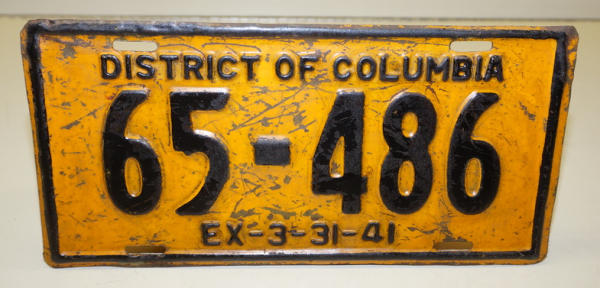 DISTRICT OF COLUMBIA
65-486
EX-3-31-41